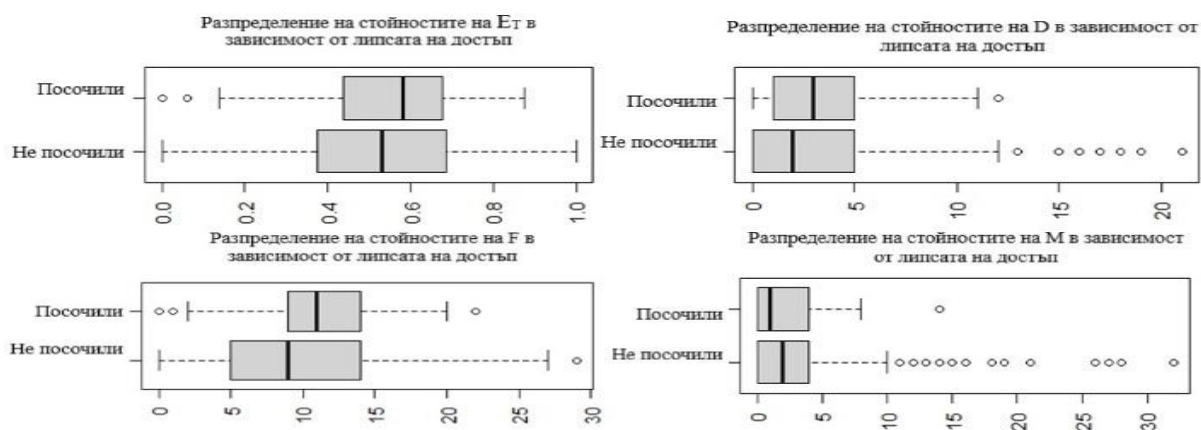 Разпределение на стойностите на E_T в
зависимост от липсата на достъп
Посочили
Не посочили
0.0 0.2 0.4 0.6 0.8 1.0
Разпределение на стойностите на D в зависимост от
липсата на достъп
Посочили
Не посочили
0 5 10 15 20
Разпределение на стойностите на F в
зависимост от липсата на достъп
Посочили
Не посочили
0 5 10 15 20 25 30
Разпределение на стойностите на M в зависимост
от липсата на достъп
Посочили
Не посочили
0 5 10 15 20 25 30